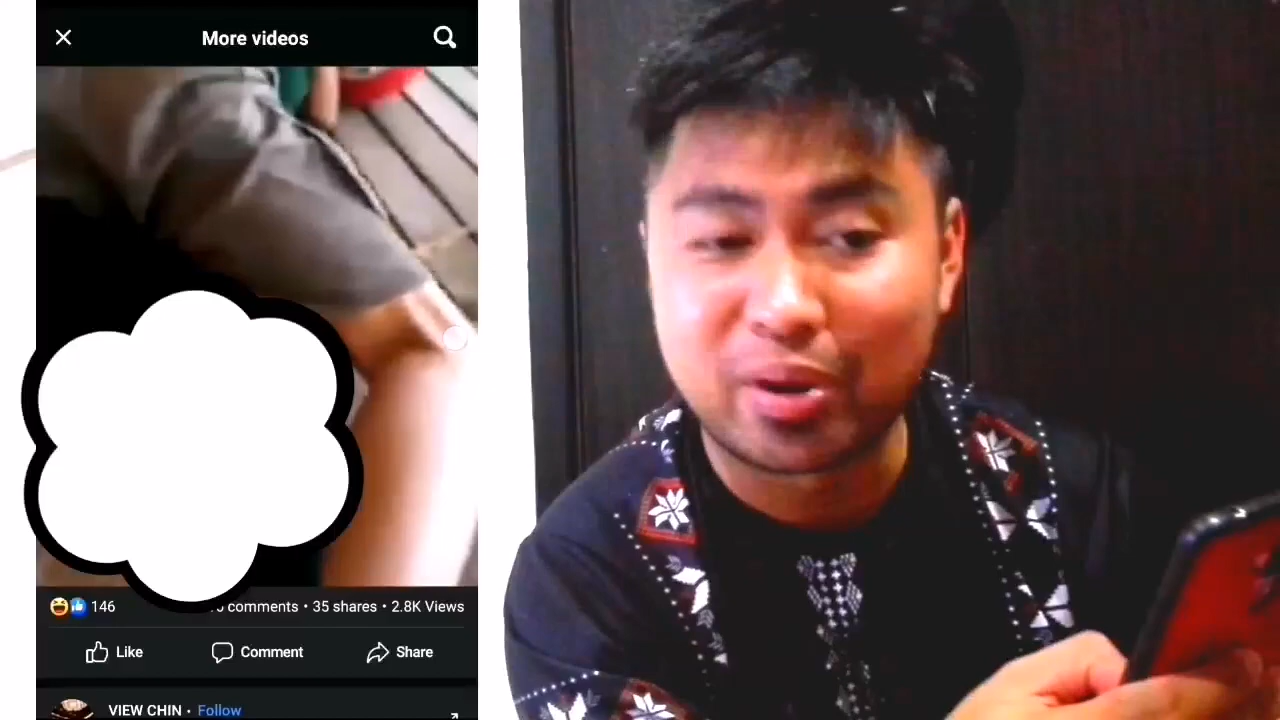 More videos
146
comments • 35 shares • 2.8K Views
Like
Comment
Share
VIEW CHIN • Follow